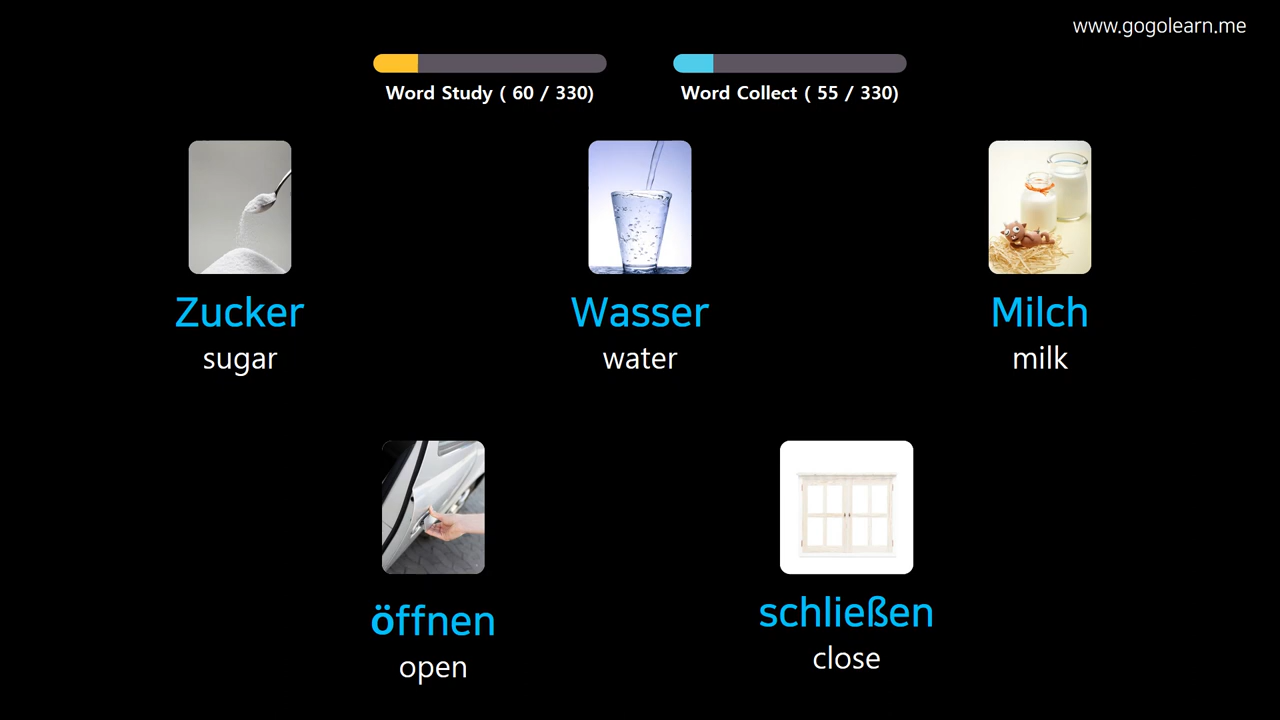 www.gogolearn.me
Word Study ( 60 / 330)
Word Collect ( 55 / 330)
Zucker
sugar
Wasser
water
Milch
milk
öffnen
open
schließen
close